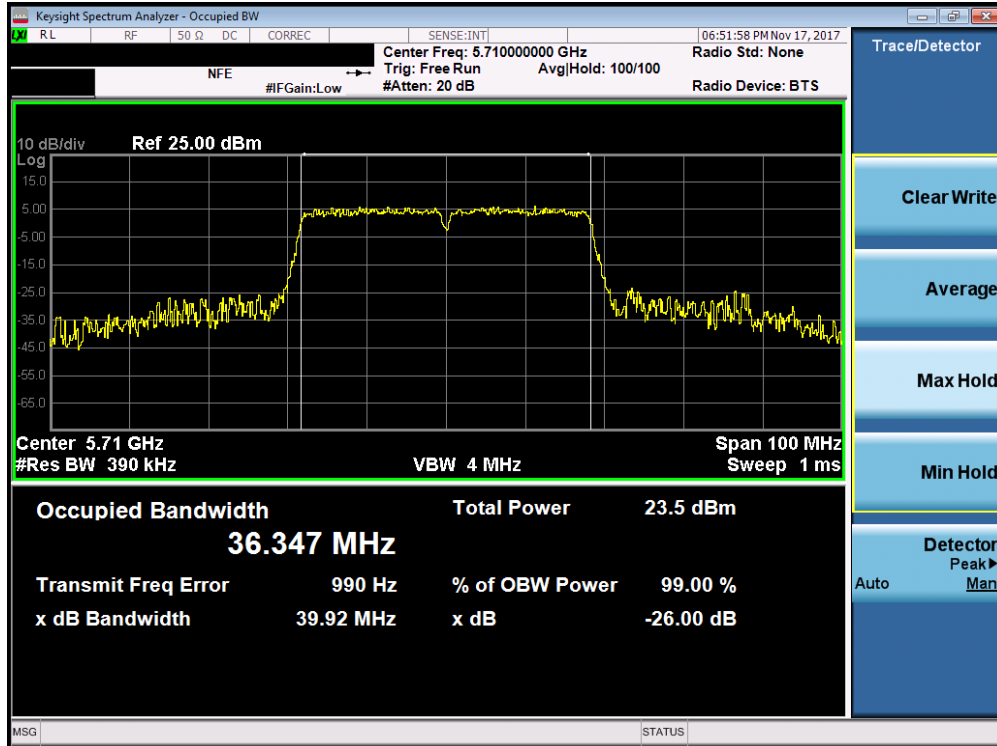 Keysight Spectrum Analyzer - Occupied BW
LXI RL RF 50 Ω DC CORREC SENSE:INT 06:51:58 PM Nov 17, 2017
Center Freq: 5.710000000 GHz Radio Std: None
NFE Trig: Free Run Avg|Hold: 100/100
#IFGain:Low #Atten: 20 dB Radio Device: BTS
Trace/Detector
10 dB/div Ref 25.00 dBm
Log
15.0
5.00
-5.00
-15.0
-25.0
-35.0
-45.0
-55.0
-65.0
Center 5.71 GHz Span 100 MHz
#Res BW 390 kHz VBW 4 MHz Sweep 1 ms
Occupied Bandwidth Total Power 23.5 dBm
36.347 MHz
Transmit Freq Error 990 Hz % of OBW Power 99.00 %
x dB Bandwidth 39.92 MHz x dB -26.00 dB
Clear Write
Average
Max Hold
Min Hold
Detector
Peak▶
Auto Man
MSG STATUS